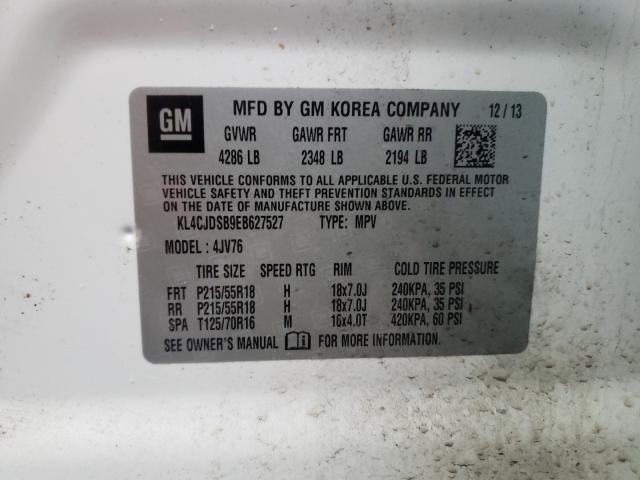 GM MFD BY GM KOREA COMPANY 12/13
GVWR GAWR FRT GAWR RR
4286 LB 2348 LB 2194 LB
THIS VEHICLE CONFORMS TO ALL APPLICABLE U.S. FEDERAL MOTOR
VEHICLE SAFETY AND THEFT PREVENTION STANDARDS IN EFFECT
ON THE DATE OF MANUFACTURE SHOWN ABOVE.
KL4CJDSB9EB627527 TYPE: MPV
MODEL : 4JV76
TIRE SIZE SPEED RTG RIM COLD TIRE PRESSURE
FRT P215/55R18 H 18x7.0J 240KPA, 35 PSI
RR P215/55R18 H 18x7.0J 240KPA, 35 PSI
SPA T125/70R16 M 16x4.0T 420KPA, 60 PSI
SEE OWNER'S MANUAL FOR MORE INFORMATION.